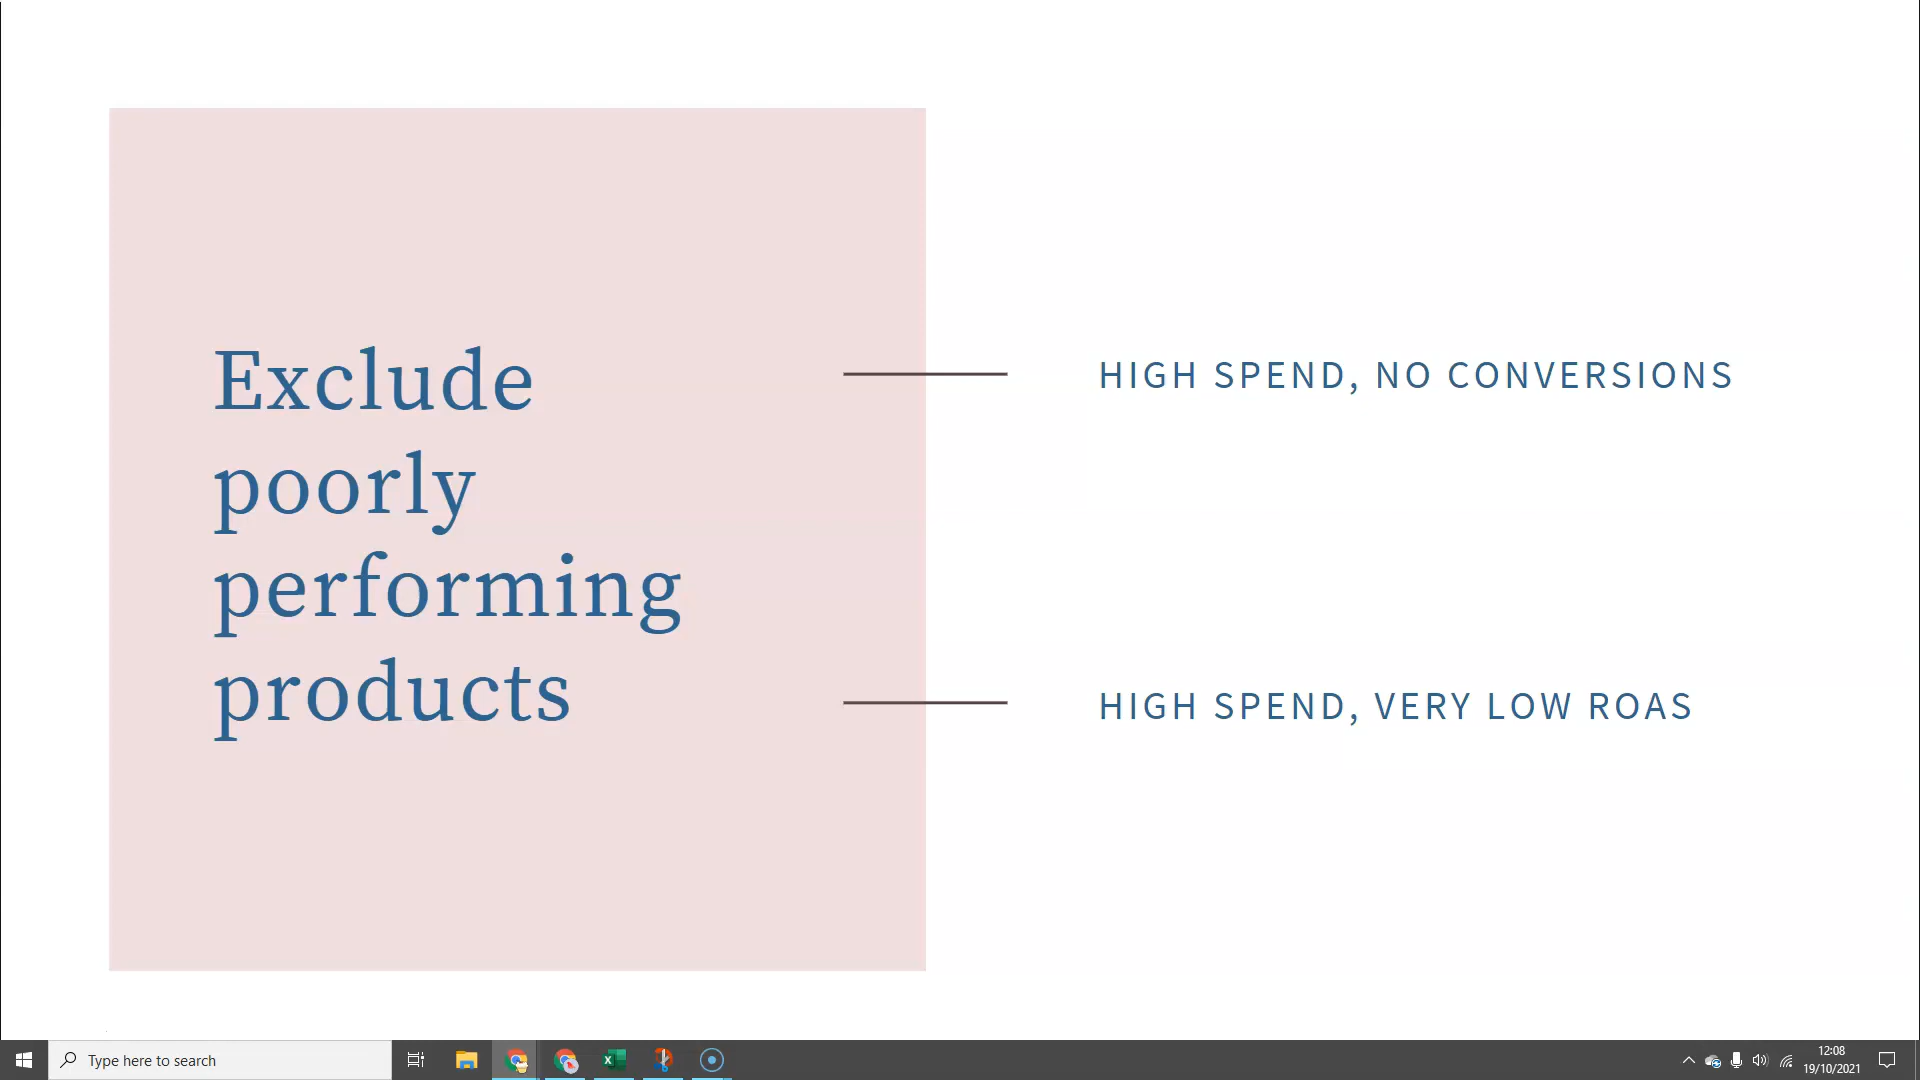 Exclude
poorly
performing
products
HIGH SPEND, NO CONVERSIONS
HIGH SPEND, VERY LOW ROAS
Type here to search
12:08
19/10/2021